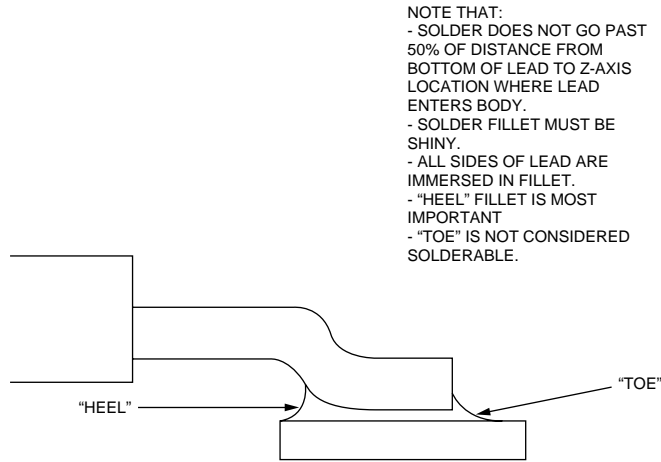 NOTE THAT:
- SOLDER DOES NOT GO PAST
50% OF DISTANCE FROM
BOTTOM OF LEAD TO Z-AXIS
LOCATION WHERE LEAD
ENTERS BODY.
- SOLDER FILLET MUST BE
SHINY.
- ALL SIDES OF LEAD ARE
IMMERSED IN FILLET.
- “HEEL” FILLET IS MOST
IMPORTANT
- “TOE” IS NOT CONSIDERED
SOLDERABLE.
“TOE”
“HEEL”